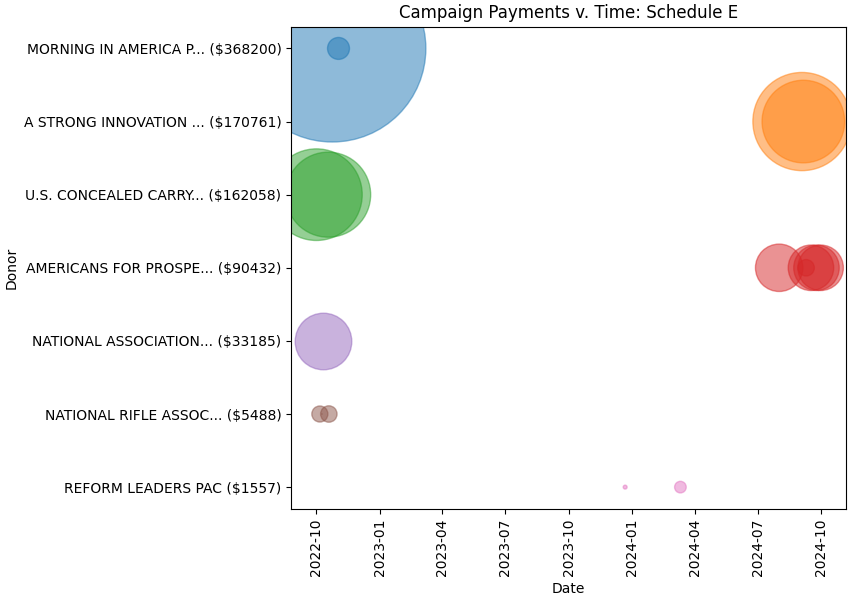 Campaign Payments v. Time: Schedule E
MORNING IN AMERICA P... ($368200)
A STRONG INNOVATION ... ($170761)
U.S. CONCEALED CARRY... ($162058)
AMERICANS FOR PROSPE... ($90432)
NATIONAL ASSOCIATION... ($33185)
NATIONAL RIFLE ASSOC... ($5488)
REFORM LEADERS PAC ($1557)
Donor
2022-10
2023-01
2023-04
2023-07
2023-10
2024-01
2024-04
2024-07
2024-10
Date